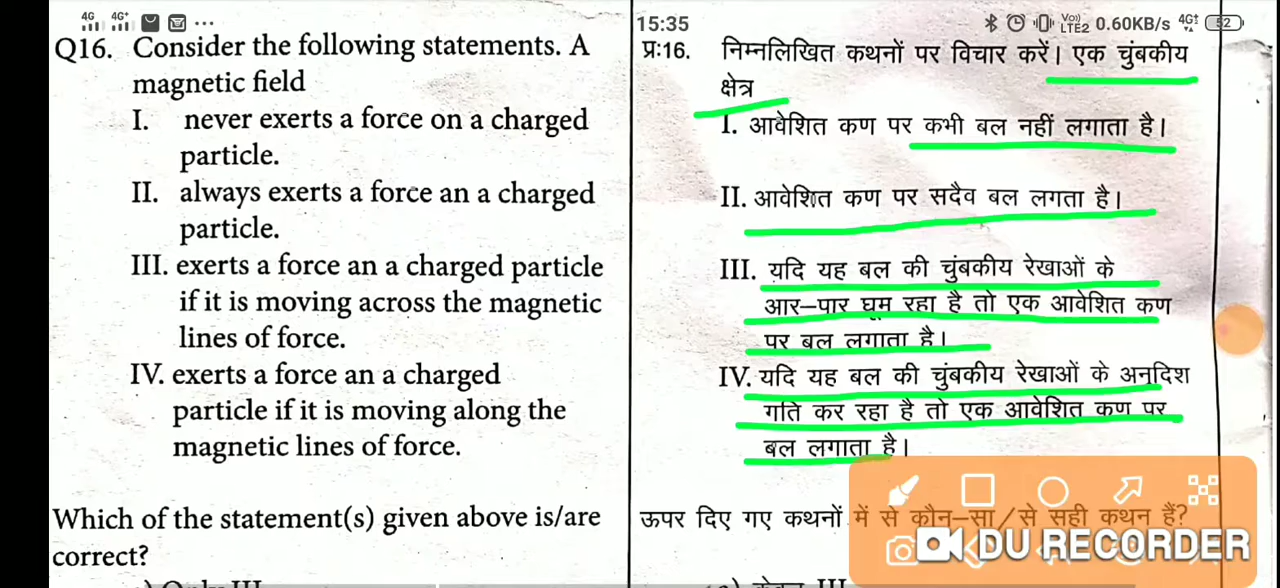 4G 4G+ ... 15:35 Vo)) LTE2 0.60KB/s 4G 52
Q16. Consider the following statements. A
magnetic field
I. never exerts a force on a charged
particle.
II. always exerts a force an a charged
particle.
III. exerts a force an a charged particle
if it is moving across the magnetic
lines of force.
IV. exerts a force an a charged
particle if it is moving along the
magnetic lines of force.
Which of the statement(s) given above is/are
correct?
प्र:16. निम्नलिखित कथनों पर विचार करें। एक चुंबकीय
क्षेत्र
I. आवेशित कण पर कभी बल नहीं लगाता है।
II. आवेशित कण पर सदैव बल लगता है।
III. यदि यह बल की चुंबकीय रेखाओं के
आर–पार घूम रहा है तो एक आवेशित कण
पर बल लगाता है।
IV. यदि यह बल की चुंबकीय रेखाओं के अनुदिश
गति कर रहा है तो एक आवेशित कण पर
बल लगाता है।
ऊपर दिए गए कथनों में से कौन–सा/से सही कथन हैं?
DU RECORDER